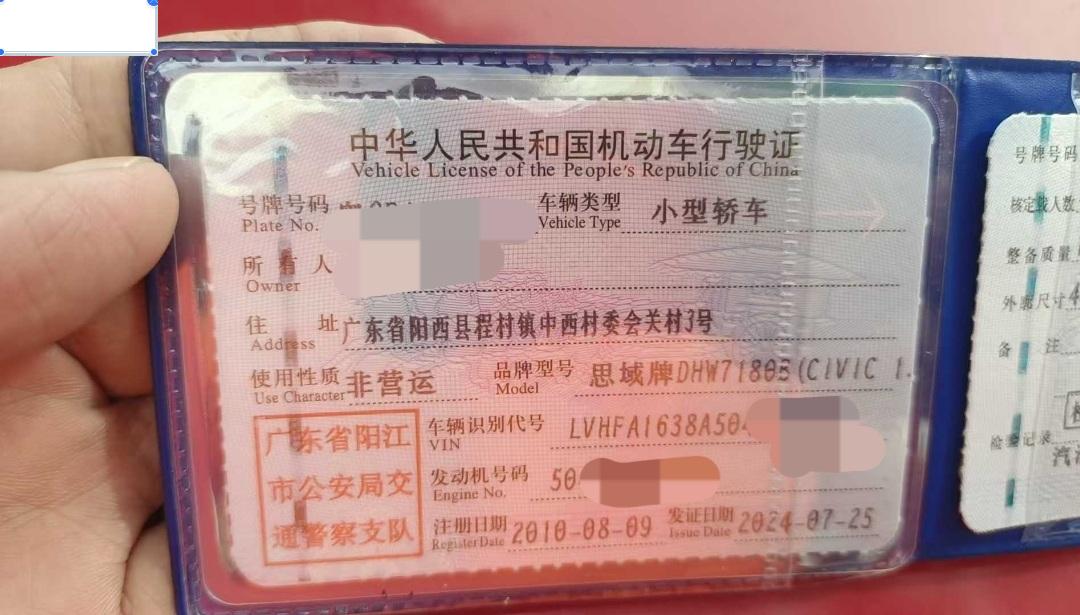 中华人民共和国机动车行驶证
Vehicle License of the People's Republic of China
号牌号码
Plate No.
车辆类型 小型轿车
Vehicle Type
所有人
Owner
住址 广东省阳西县程村镇中西村委会关村3号
Address
使用性质 非营运
Use Character
品牌型号 思域牌DHW7180B(CIVIC 1.
Model
广东省阳江
市公安局交
通警察支队
车辆识别代号 LVHFA1638A504
VIN
发动机号码 50
Engine No.
注册日期 2010-08-09
Register Date
发证日期 2024-07-25
Issue Date
号牌号码
核定载人数
整备质量
外廓尺寸 4
备注
检验记录